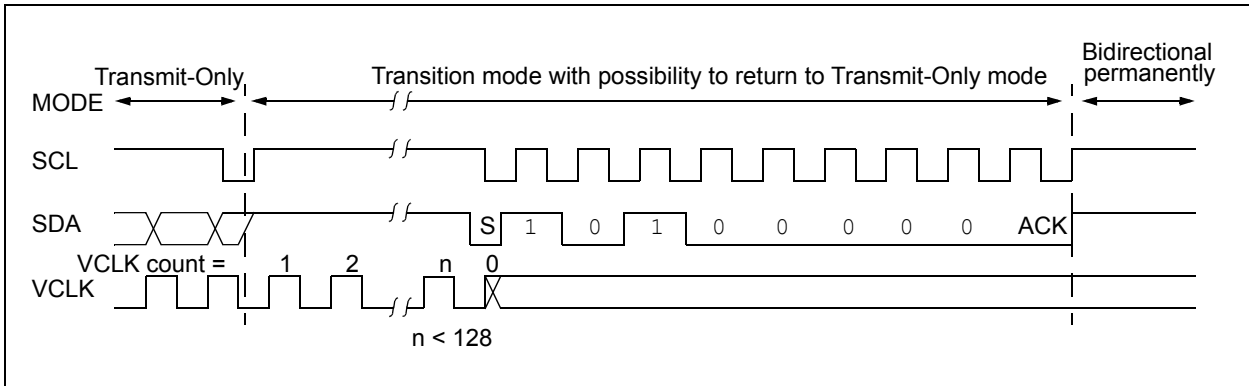 Bidirectional
permanently
Transmit-Only
Transition mode with possibility to return to Transmit-Only mode
MODE
SCL
SDA
S 1 0 1 0 0 0 0 0 ACK
VCLK count = 1 2 n 0
VCLK
n < 128